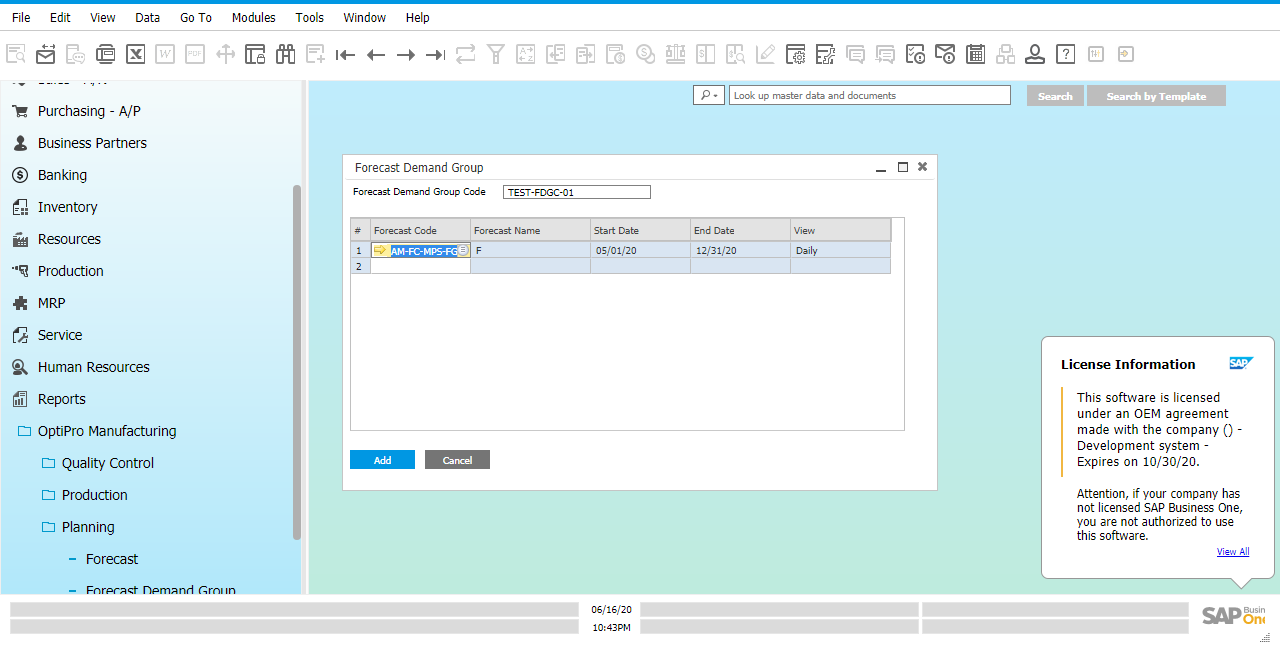 File Edit View Data Go To Modules Tools Window Help
Purchasing - A/P
Business Partners
Banking
Inventory
Resources
Production
MRP
Service
Human Resources
Reports
OptiPro Manufacturing
Quality Control
Production
Planning
Forecast
Forecast Demand Group
Look up master data and documents
Search
Search by Template
Forecast Demand Group
Forecast Demand Group Code TEST-FDGC-01
# Forecast Code Forecast Name Start Date End Date View
1 AM-FC-MPS-FG F 05/01/20 12/31/20 Daily
2
Add Cancel
License Information SAP
This software is licensed
under an OEM agreement
made with the company () -
Development system -
Expires on 10/30/20.
Attention, if your company has
not licensed SAP Business One,
you are not authorized to use
this software.
View All
06/16/20
10:43PM
SAP Busin
One